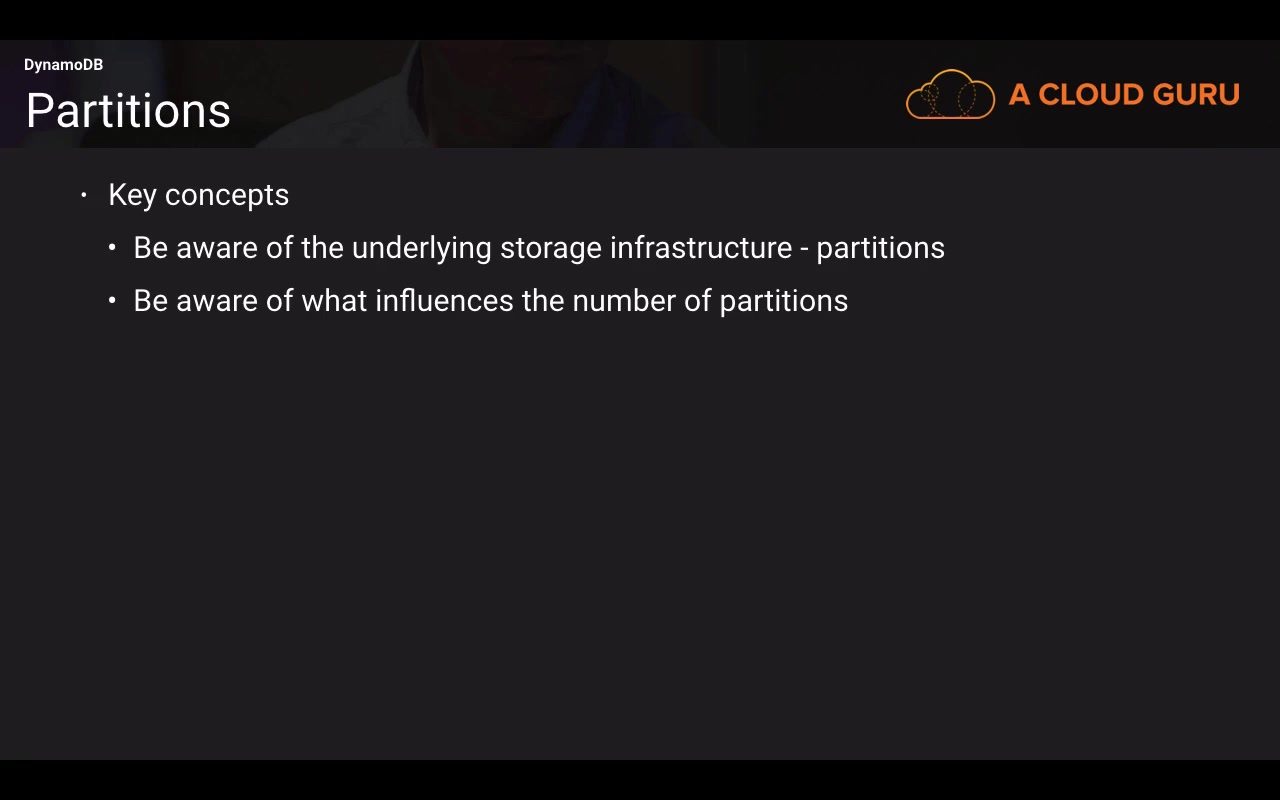 DynamoDB
Partitions
A CLOUD GURU
• Key concepts
• Be aware of the underlying storage infrastructure - partitions
• Be aware of what influences the number of partitions